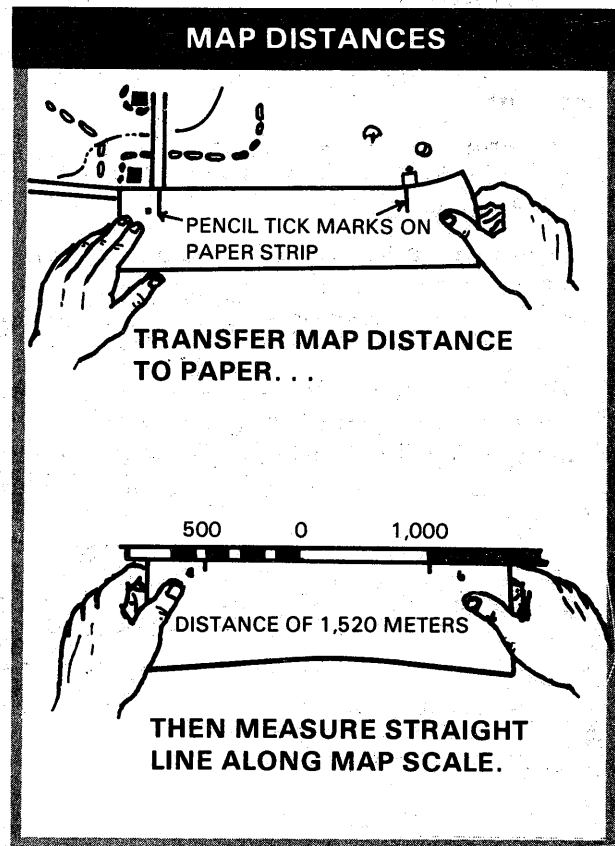 MAP DISTANCES
PENCIL TICK MARKS ON
PAPER STRIP
TRANSFER MAP DISTANCE
TO PAPER. . .
500 0 1,000
DISTANCE OF 1,520 METERS
THEN MEASURE STRAIGHT
LINE ALONG MAP SCALE.